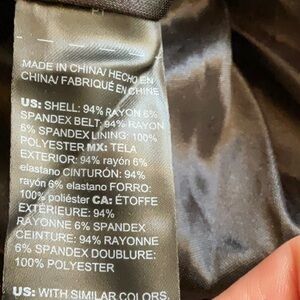 MADE IN CHINA/ HECHO EN
CHINA/ FABRIQUÉ EN CHINE
US: SHELL: 94% RAYON 6%
SPANDEX BELT: 94% RAYON
6% SPANDEX LINING: 100%
POLYESTER MX: TELA
EXTERIOR: 94% rayón 6%
elastano CINTURÓN: 94%
rayón 6% elastano FORRO:
100% poliéster CA: ÉTOFFE
EXTÉRIEURE: 94%
RAYONNE 6% SPANDEX
CEINTURE: 94% RAYONNE
6% SPANDEX DOUBLURE:
100% POLYESTER
US: WITH SIMILAR COLORS,